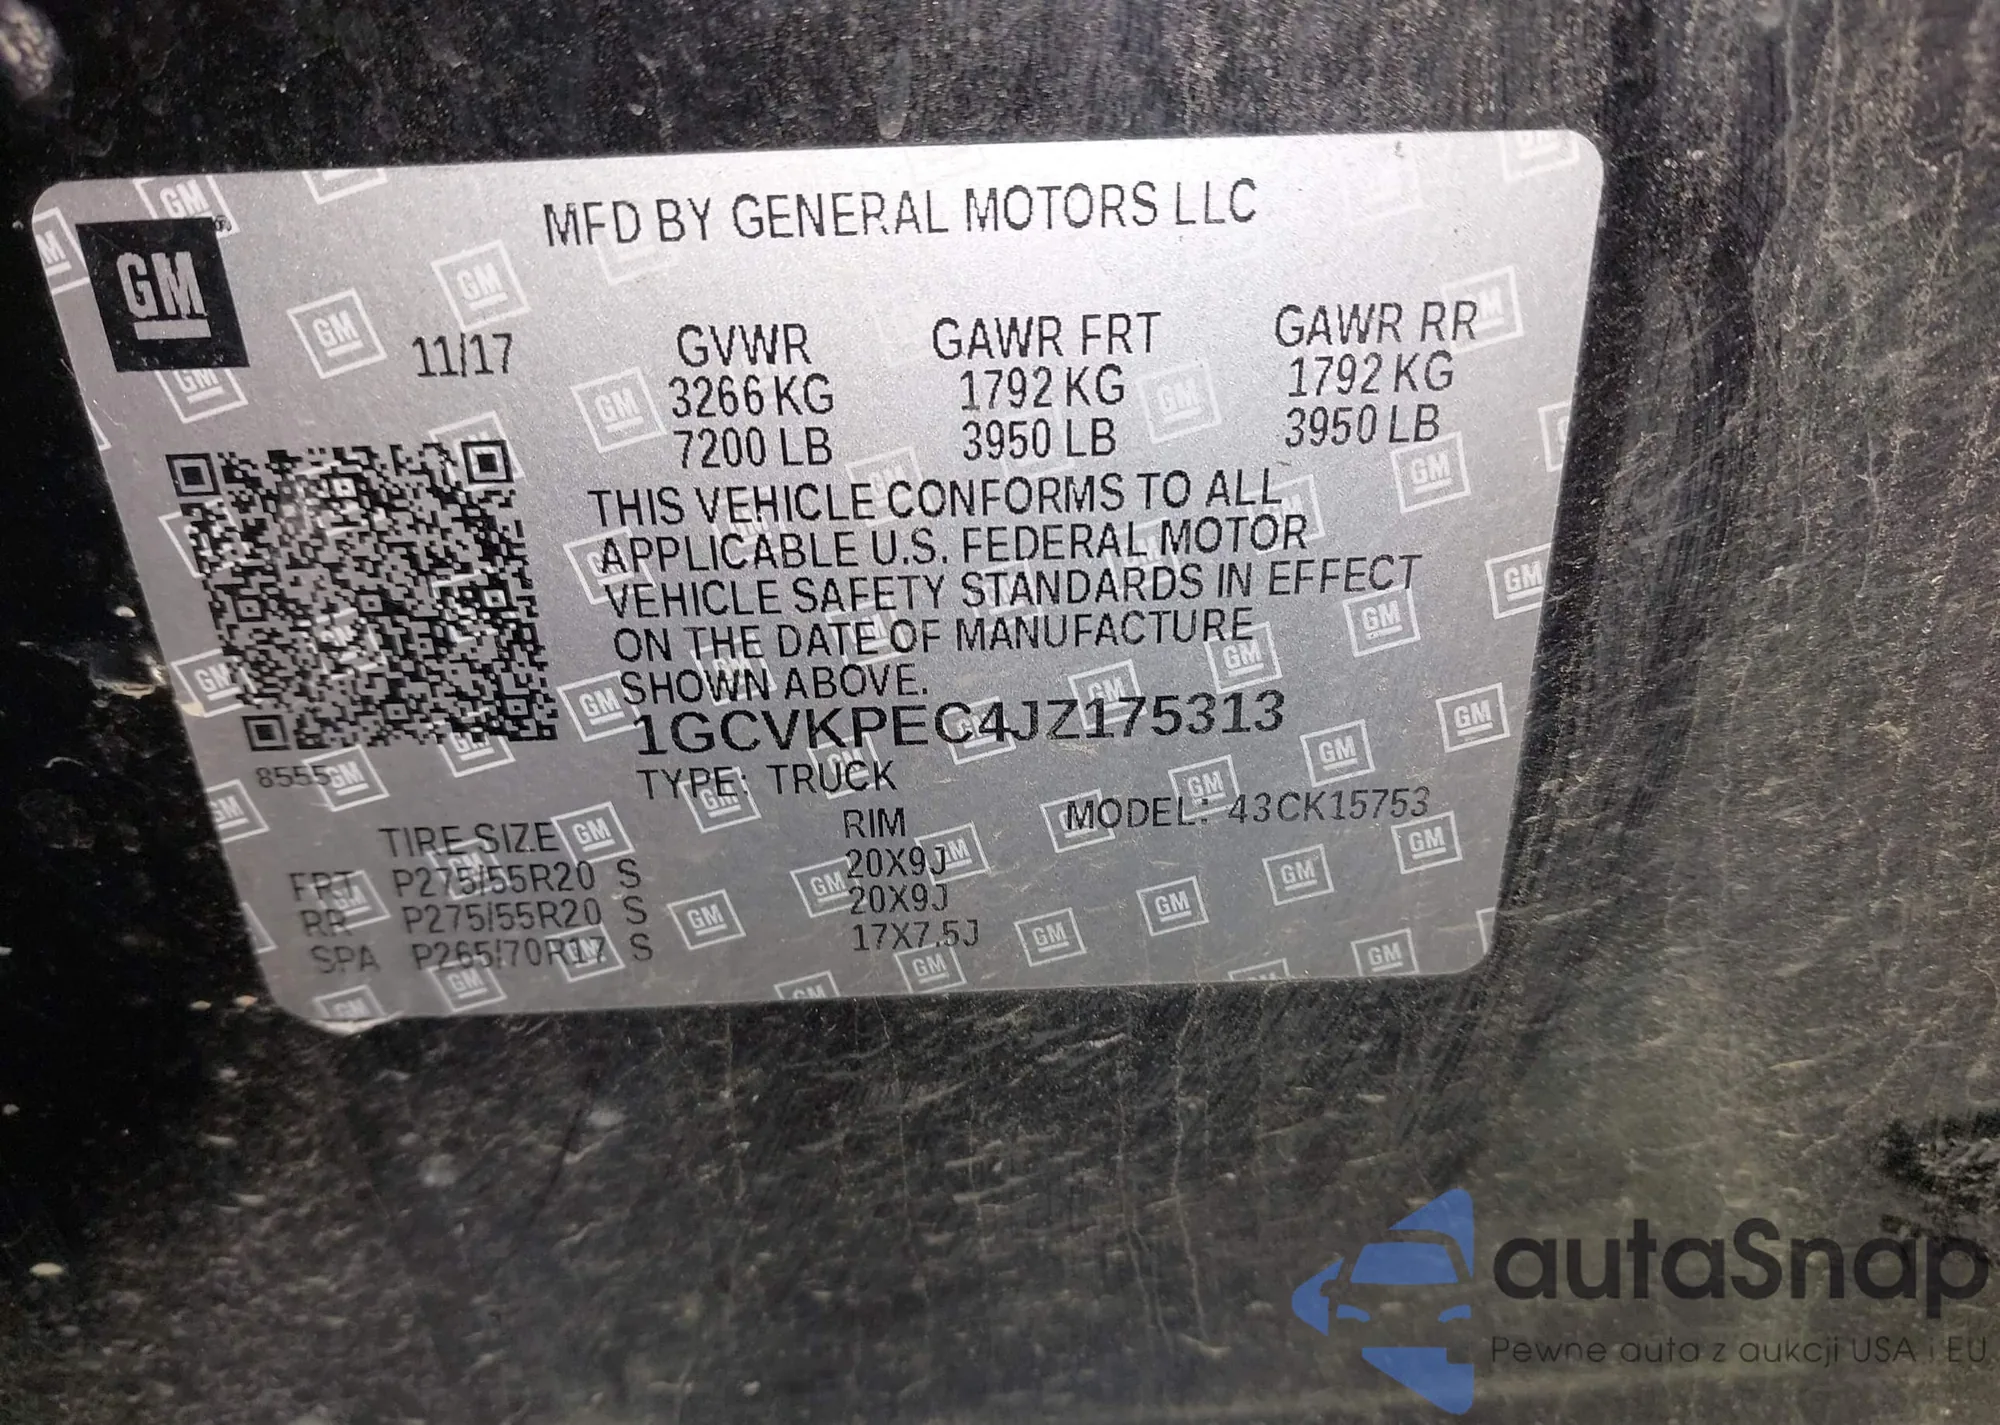 MFD BY GENERAL MOTORS LLC
GM ®
11/17
GVWR GAWR FRT GAWR RR
3266 KG 1792 KG 1792 KG
7200 LB 3950 LB 3950 LB
THIS VEHICLE CONFORMS TO ALL
APPLICABLE U.S. FEDERAL MOTOR
VEHICLE SAFETY STANDARDS IN EFFECT
ON THE DATE OF MANUFACTURE
SHOWN ABOVE.
1GCVKPEC4JZ175313
8555
TYPE: TRUCK
MODEL: 43CK15753
TIRE SIZE RIM
FRT P275/55R20 S 20X9J
RR P275/55R20 S 20X9J
SPA P265/70R17 S 17X7.5J
autaSnap
Pewne auta z aukcji USA i EU